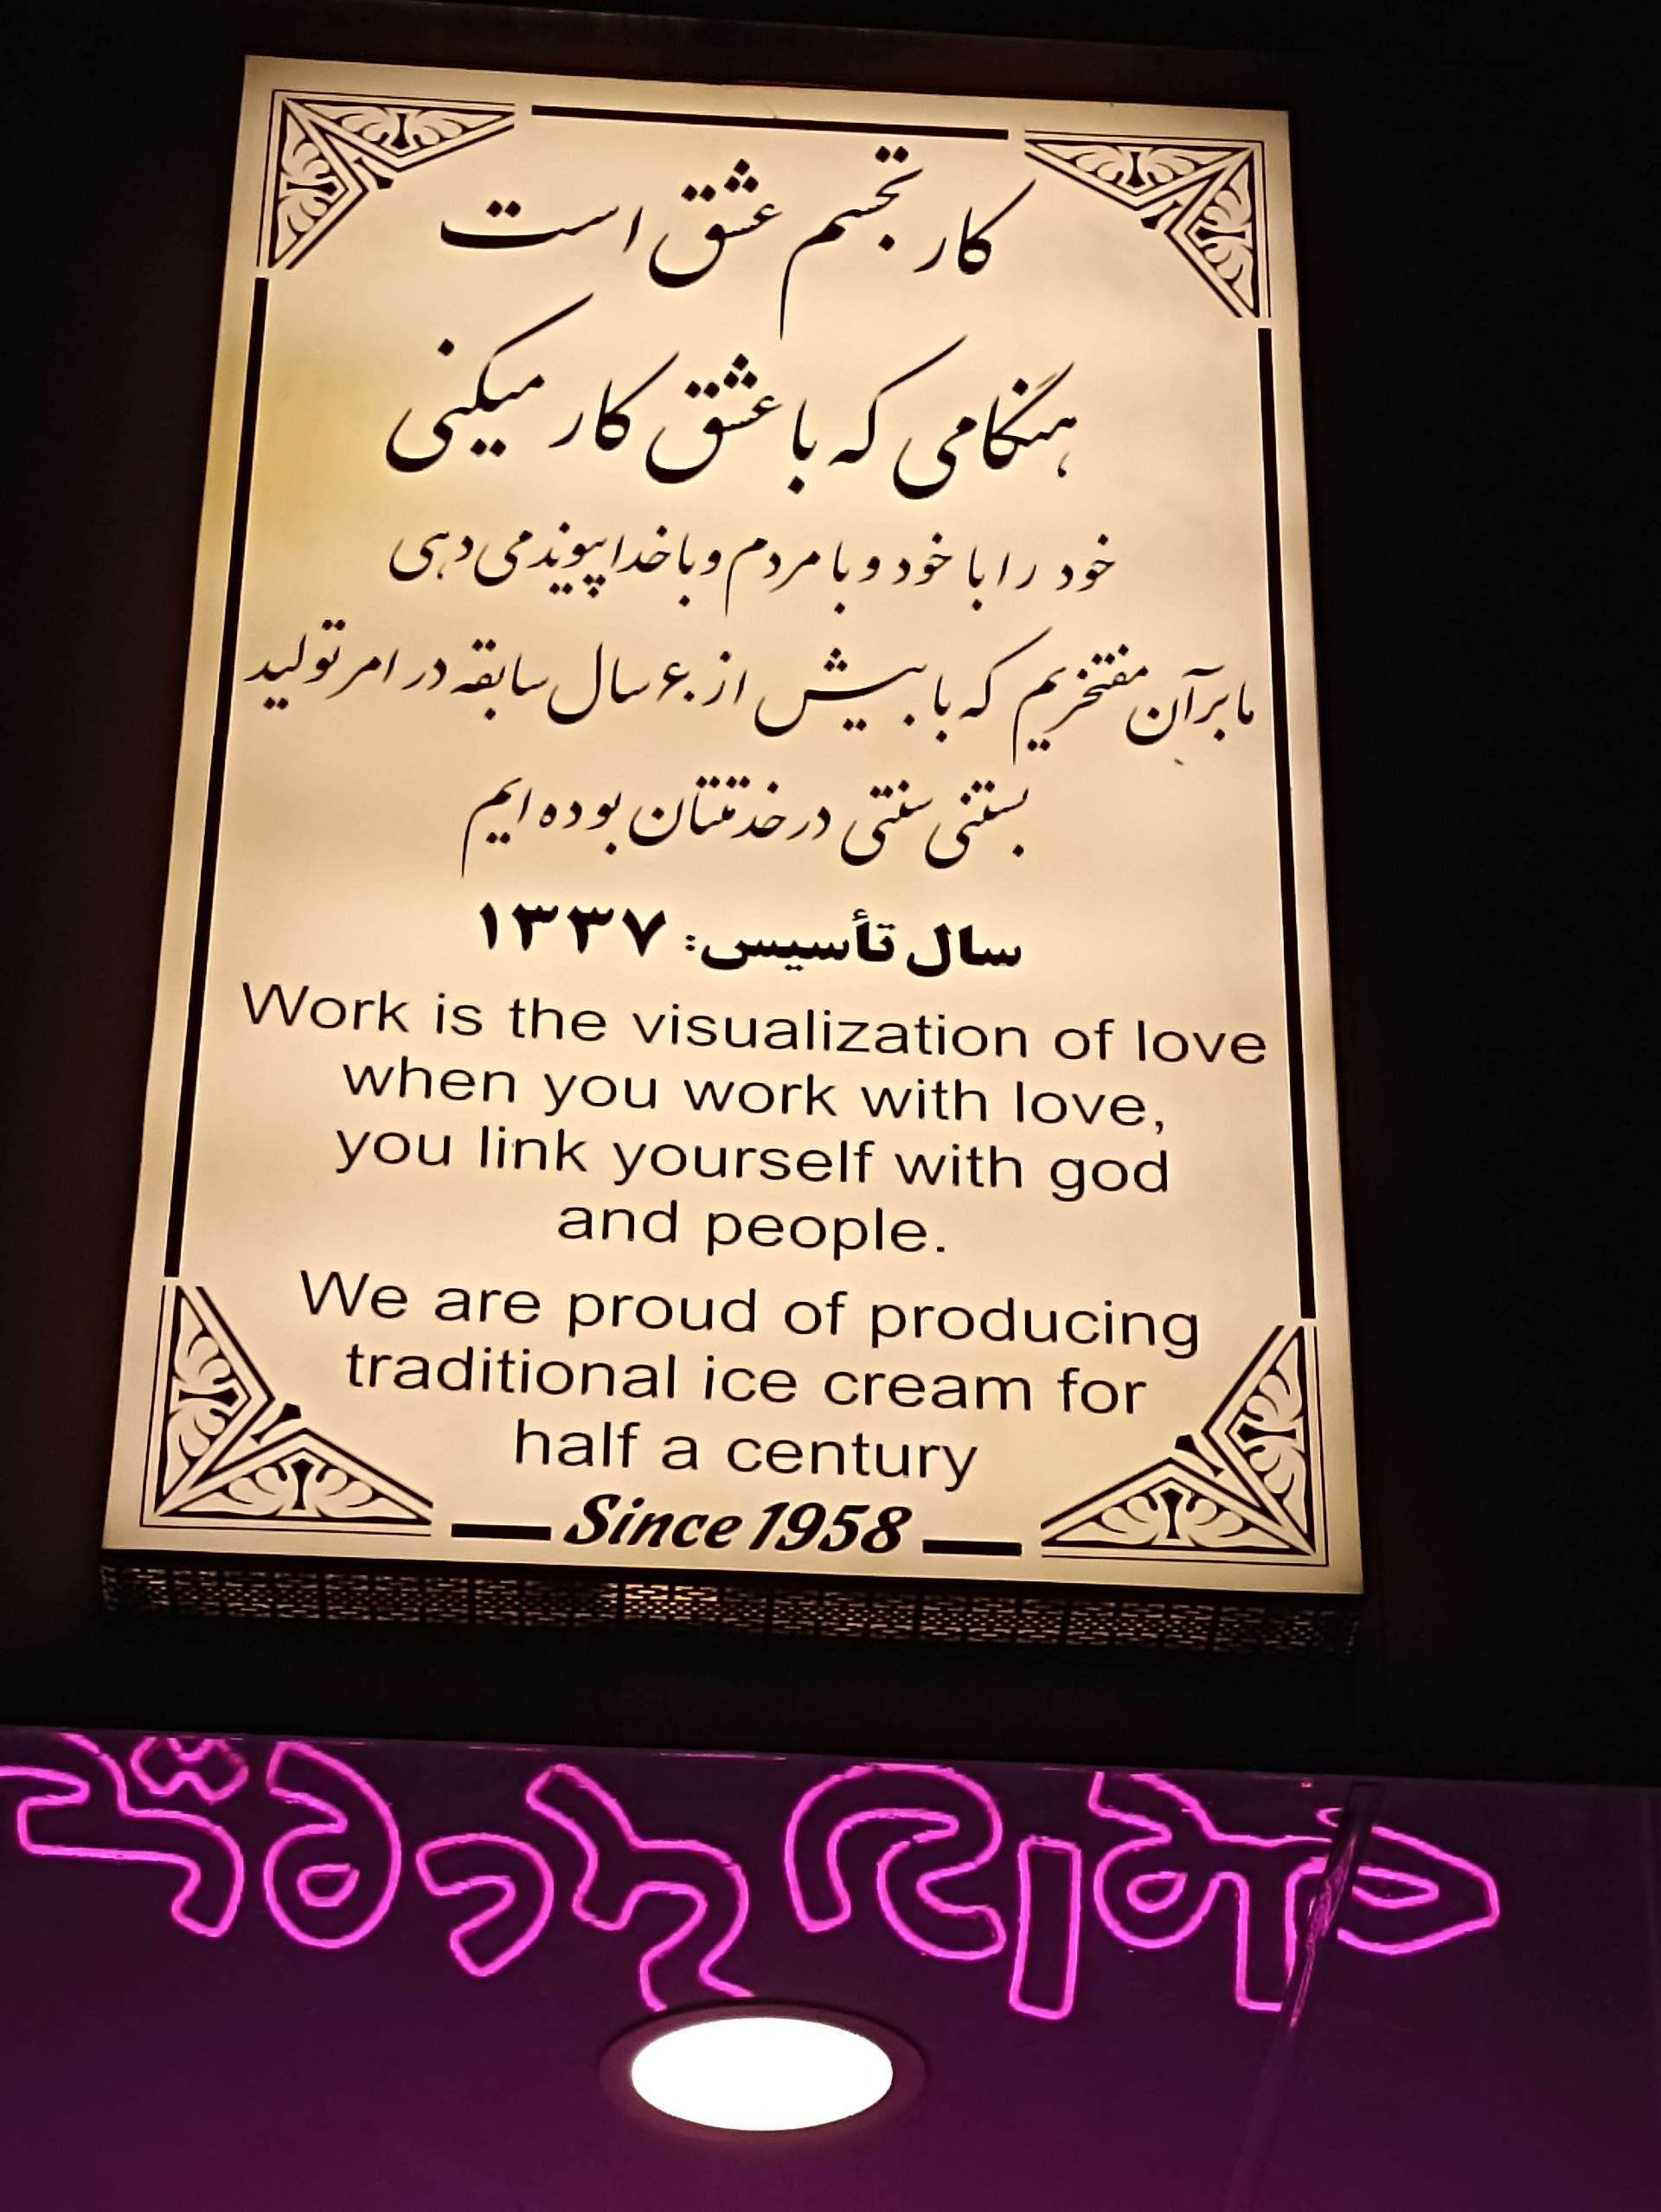 کار تجسم عشق است
هنگامی که با عشق کار میکنی
خود را با خود و با مردم و با خدا پیوند می دهی
ما بر آن مفتخریم که با بیش از ۶۰ سال سابقه در امر تولید
بستنی سنتی در خدمتتان بوده ایم
سال تأسیس: ۱۳۳۷
Work is the visualization of love
when you work with love,
you link yourself with god
and people.
We are proud of producing
traditional ice cream for
half a century
Since 1958